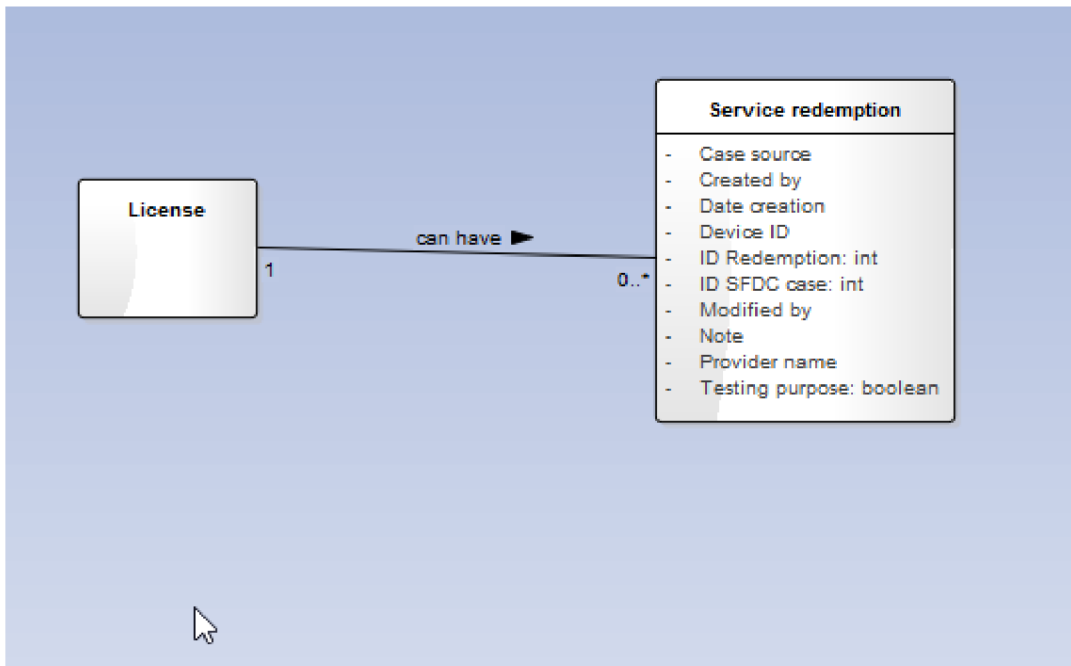 License
can have ►
1
0..*
Service redemption
- Case source
- Created by
- Date creation
- Device ID
- ID Redemption: int
- ID SFDC case: int
- Modified by
- Note
- Provider name
- Testing purpose: boolean